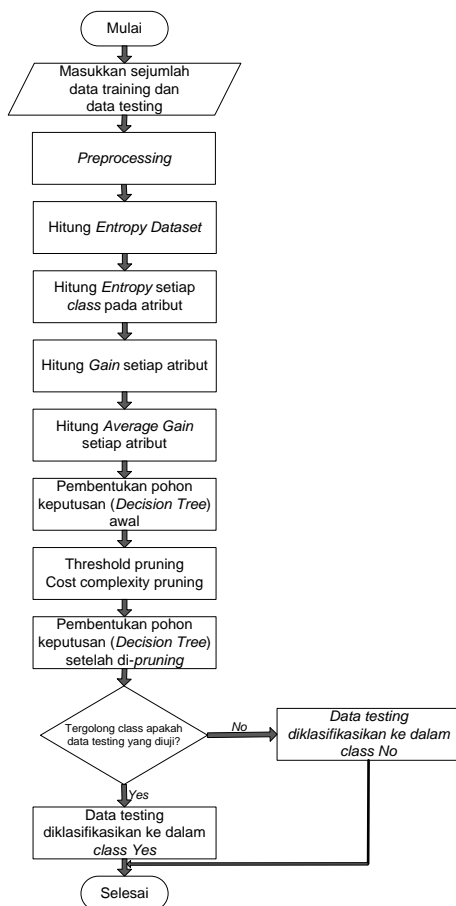 Mulai
Masukkan sejumlah
data training dan
data testing
Preprocessing
Hitung Entropy Dataset
Hitung Entropy setiap
class pada atribut
Hitung Gain setiap atribut
Hitung Average Gain
setiap atribut
Pembentukan pohon
keputusan (Decision Tree)
awal
Threshold pruning
Cost complexity pruning
Pembentukan pohon
keputusan (Decision Tree)
setelah di-pruning
Tergolong class apakah
data testing yang diuji?
No
Data testing
diklasifikasikan ke dalam
class No
Yes
Data testing
diklasifikasikan ke dalam
class Yes
Selesai